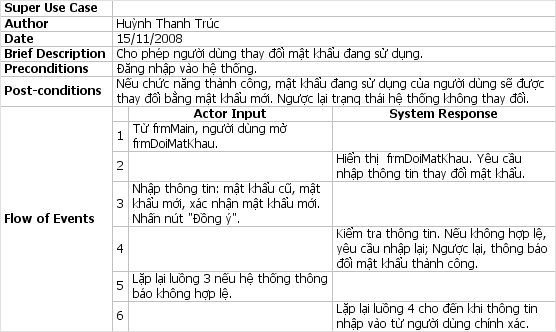 Super Use Case
Author Huỳnh Thanh Trúc
Date 15/11/2008
Brief Description Cho phép người dùng thay đổi mật khẩu đang sử dụng.
Preconditions Đăng nhập vào hệ thống.
Post-conditions Nếu chức năng thành công, mật khẩu đang sử dụng của người dùng sẽ được
thay đổi bằng mật khẩu mới. Ngược lại trạng thái hệ thống không thay đổi.
Flow of Events
Actor Input System Response
1 Từ frmMain, người dùng mở
frmDoiMatKhau.
2 Hiển thị frmDoiMatKhau. Yêu cầu
nhập thông tin thay đổi mật khẩu.
3 Nhập thông tin: mật khẩu cũ, mật
khẩu mới, xác nhận mật khẩu mới.
Nhấn nút "Đồng ý".
4 Kiểm tra thông tin. Nếu không hợp lệ,
yêu cầu nhập lại; Ngược lại, thông báo
đổi mật khẩu thành công.
5 Lặp lại luồng 3 nếu hệ thống thông
báo không hợp lệ.
6 Lặp lại luồng 4 cho đến khi thông tin
nhập vào từ người dùng chính xác.